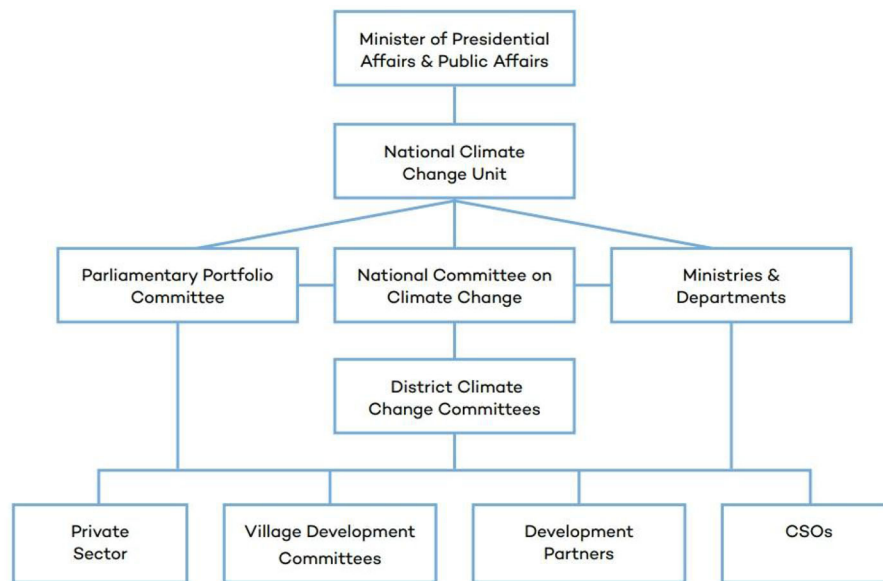 Minister of Presidential
Affairs & Public Affairs
National Climate
Change Unit
Parliamentary Portfolio
Committee
National Committee on
Climate Change
Ministries &
Departments
District Climate
Change Committees
Private
Sector
Village Development
Committees
Development
Partners
CSOs